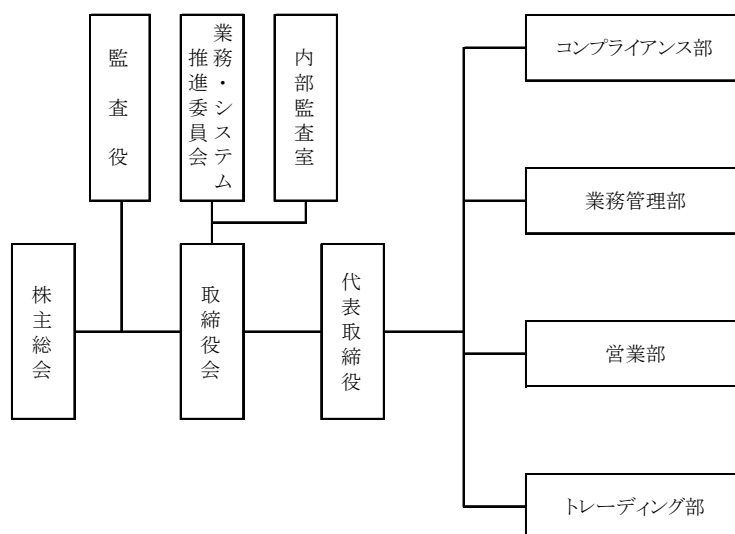 監査役
業務・システム
推進委員会
内部監査室
株主総会
取締役会
代表取締役
コンプライアンス部
業務管理部
営業部
トレーディング部